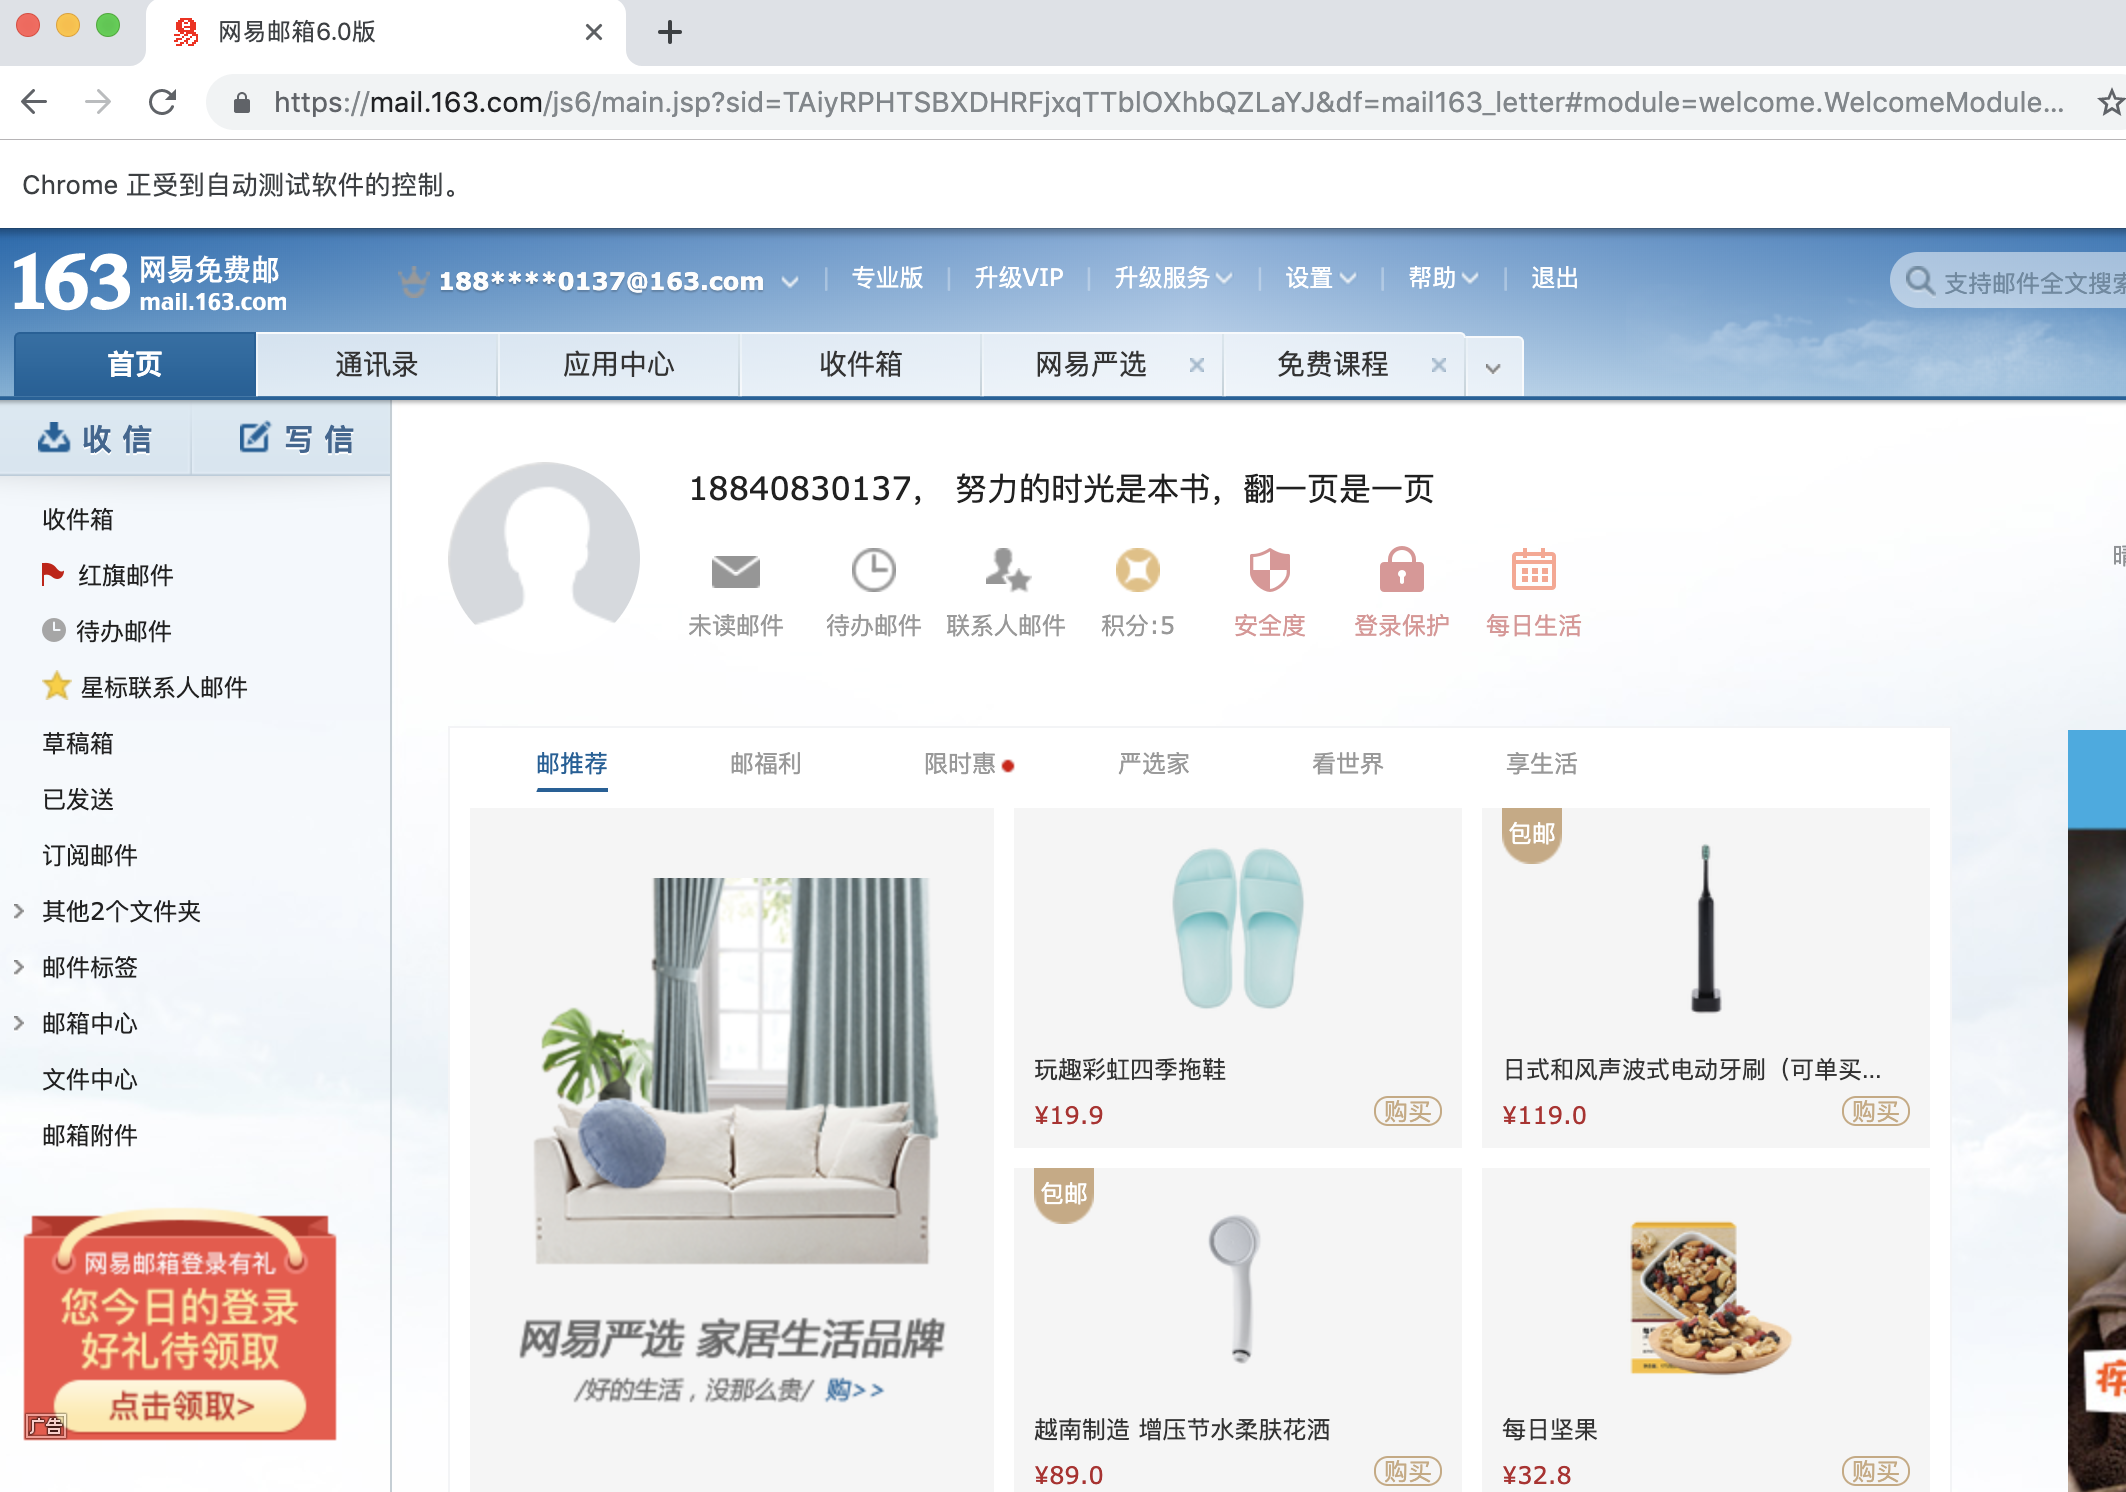 网易邮箱6.0版
https://mail.163.com/js6/main.jsp?sid=TAiyRPHTSBXDHRFjxqTTblOXhbQZLaYJ&df=mail163_letter#module=welcome.WelcomeModule...
Chrome 正受到自动测试软件的控制。
163 网易免费邮
mail.163.com
188****0137@163.com 专业版 升级VIP 升级服务 设置 帮助 退出
支持邮件全文搜索
首页 通讯录 应用中心 收件箱 网易严选 免费课程
收信 写信
18840830137， 努力的时光是本书，翻一页是一页
未读邮件 待办邮件 联系人邮件 积分:5 安全度 登录保护 每日生活
晴
收件箱
红旗邮件
待办邮件
星标联系人邮件
草稿箱
已发送
订阅邮件
其他2个文件夹
邮件标签
邮箱中心
文件中心
邮箱附件
网易邮箱登录有礼
您今日的登录
好礼待领取
点击领取>
广告
邮推荐 邮福利 限时惠 严选家 看世界 享生活
网易严选 家居生活品牌
/好的生活，没那么贵/ 购>>
玩趣彩虹四季拖鞋
¥19.9 购买
包邮
日式和风声波式电动牙刷（可单买...
¥119.0 购买
包邮
越南制造 增压节水柔肤花洒
¥89.0 购买
每日坚果
¥32.8 购买